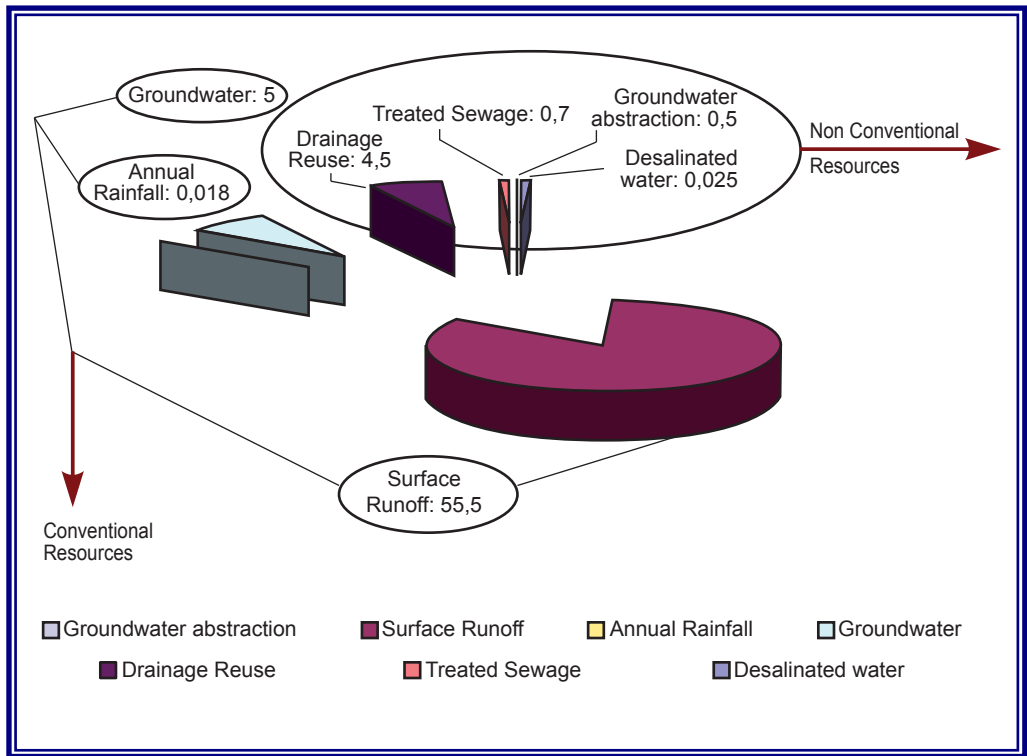 Groundwater: 5
Annual
Rainfall: 0,018
Drainage
Reuse: 4,5
Treated Sewage: 0,7
Groundwater
abstraction: 0,5
Desalinated
water: 0,025
Non Conventional
Resources
Surface
Runoff: 55,5
Conventional
Resources
Groundwater abstraction
Surface Runoff
Annual Rainfall
Groundwater
Drainage Reuse
Treated Sewage
Desalinated water